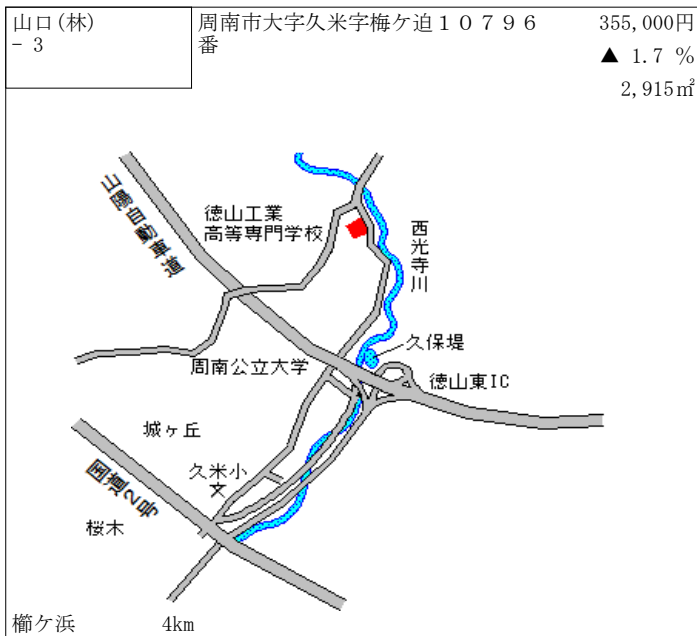 山口(林)
－３
周南市大字久米字梅ケ迫１０７９６
番
355,000円
▲ 1.7 %
2,915㎡
山陽自動車道
徳山工業
高等専門学校
西光寺川
久保堤
周南公立大学
徳山東IC
城ヶ丘
久米小
文
国道2号
桜木
櫛ケ浜
4km